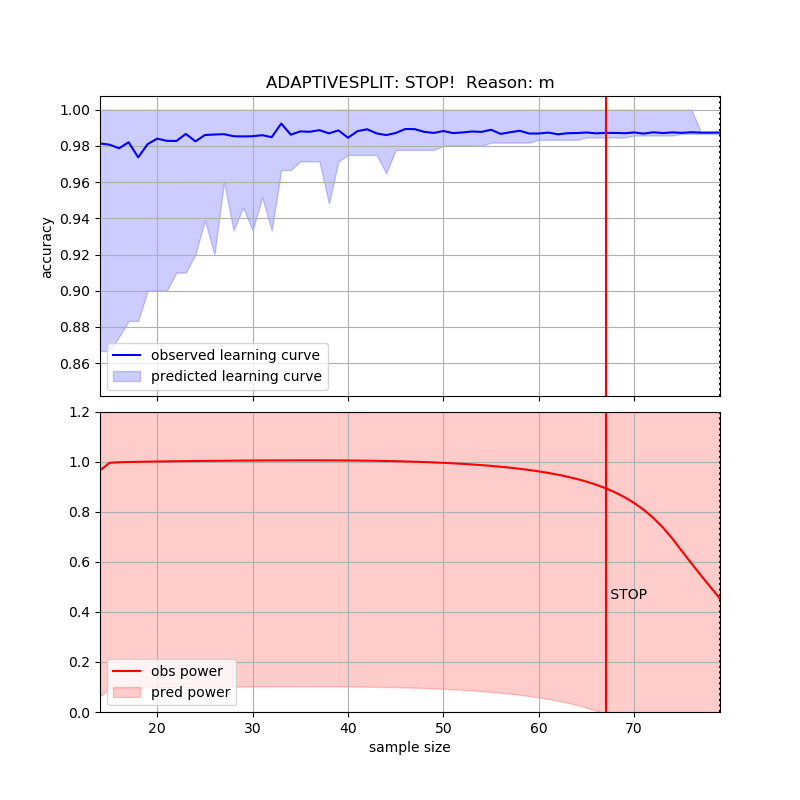 ADAPTIVESPLIT: STOP!  Reason: m
1.00
0.98
0.96
0.94
0.92
0.90
0.88
0.86
accuracy
observed learning curve
predicted learning curve
1.2
1.0
0.8
0.6
0.4
0.2
0.0
STOP
obs power
pred power
20 30 40 50 60 70
sample size